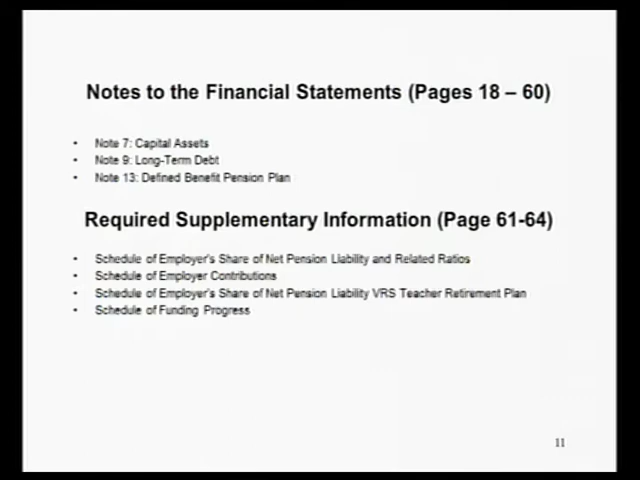 Notes to the Financial Statements (Pages 18 – 60)
• Note 7: Capital Assets
• Note 9: Long-Term Debt
• Note 13: Defined Benefit Pension Plan
Required Supplementary Information (Page 61-64)
• Schedule of Employer's Share of Net Pension Liability and Related Ratios
• Schedule of Employer Contributions
• Schedule of Employer's Share of Net Pension Liability VRS Teacher Retirement Plan
• Schedule of Funding Progress
11